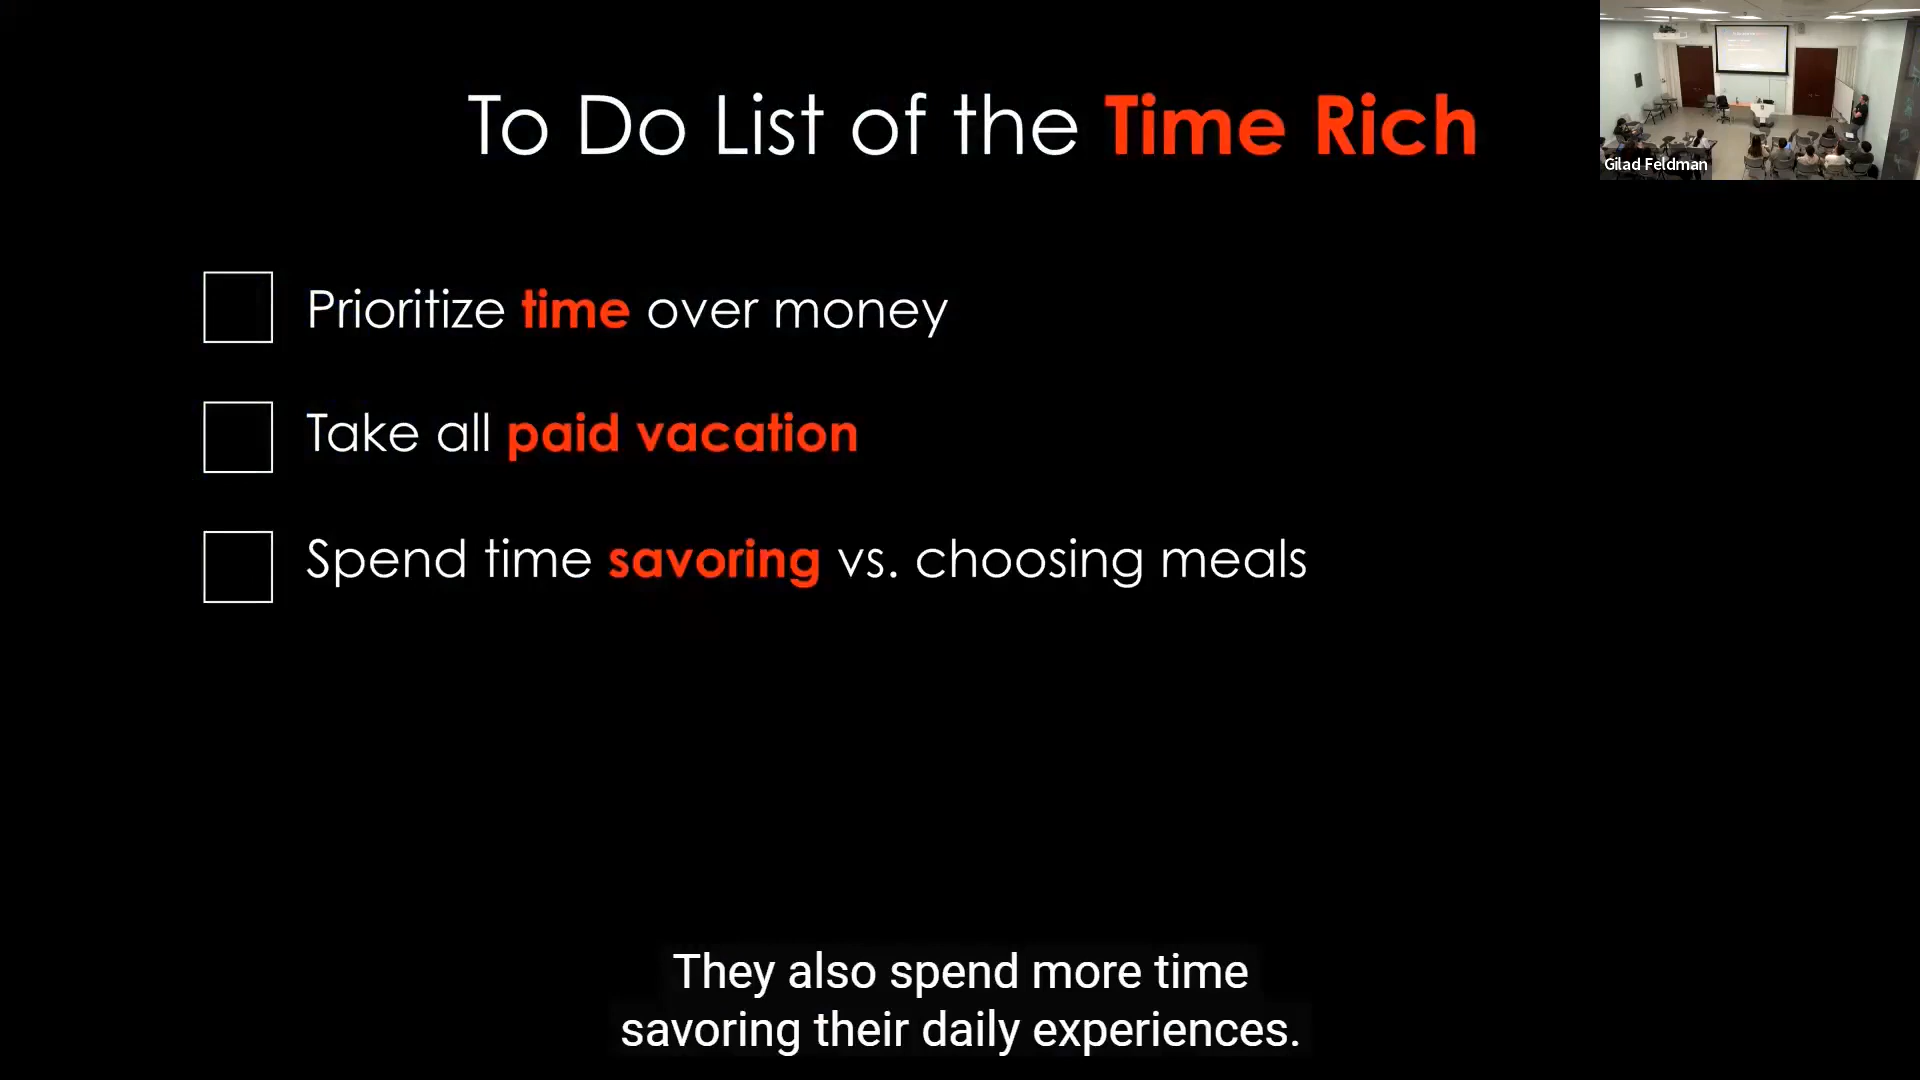 To Do List of the Time Rich
Gilad Feldman
Prioritize time over money
Take all paid vacation
Spend time savoring vs. choosing meals
They also spend more time
savoring their daily experiences.